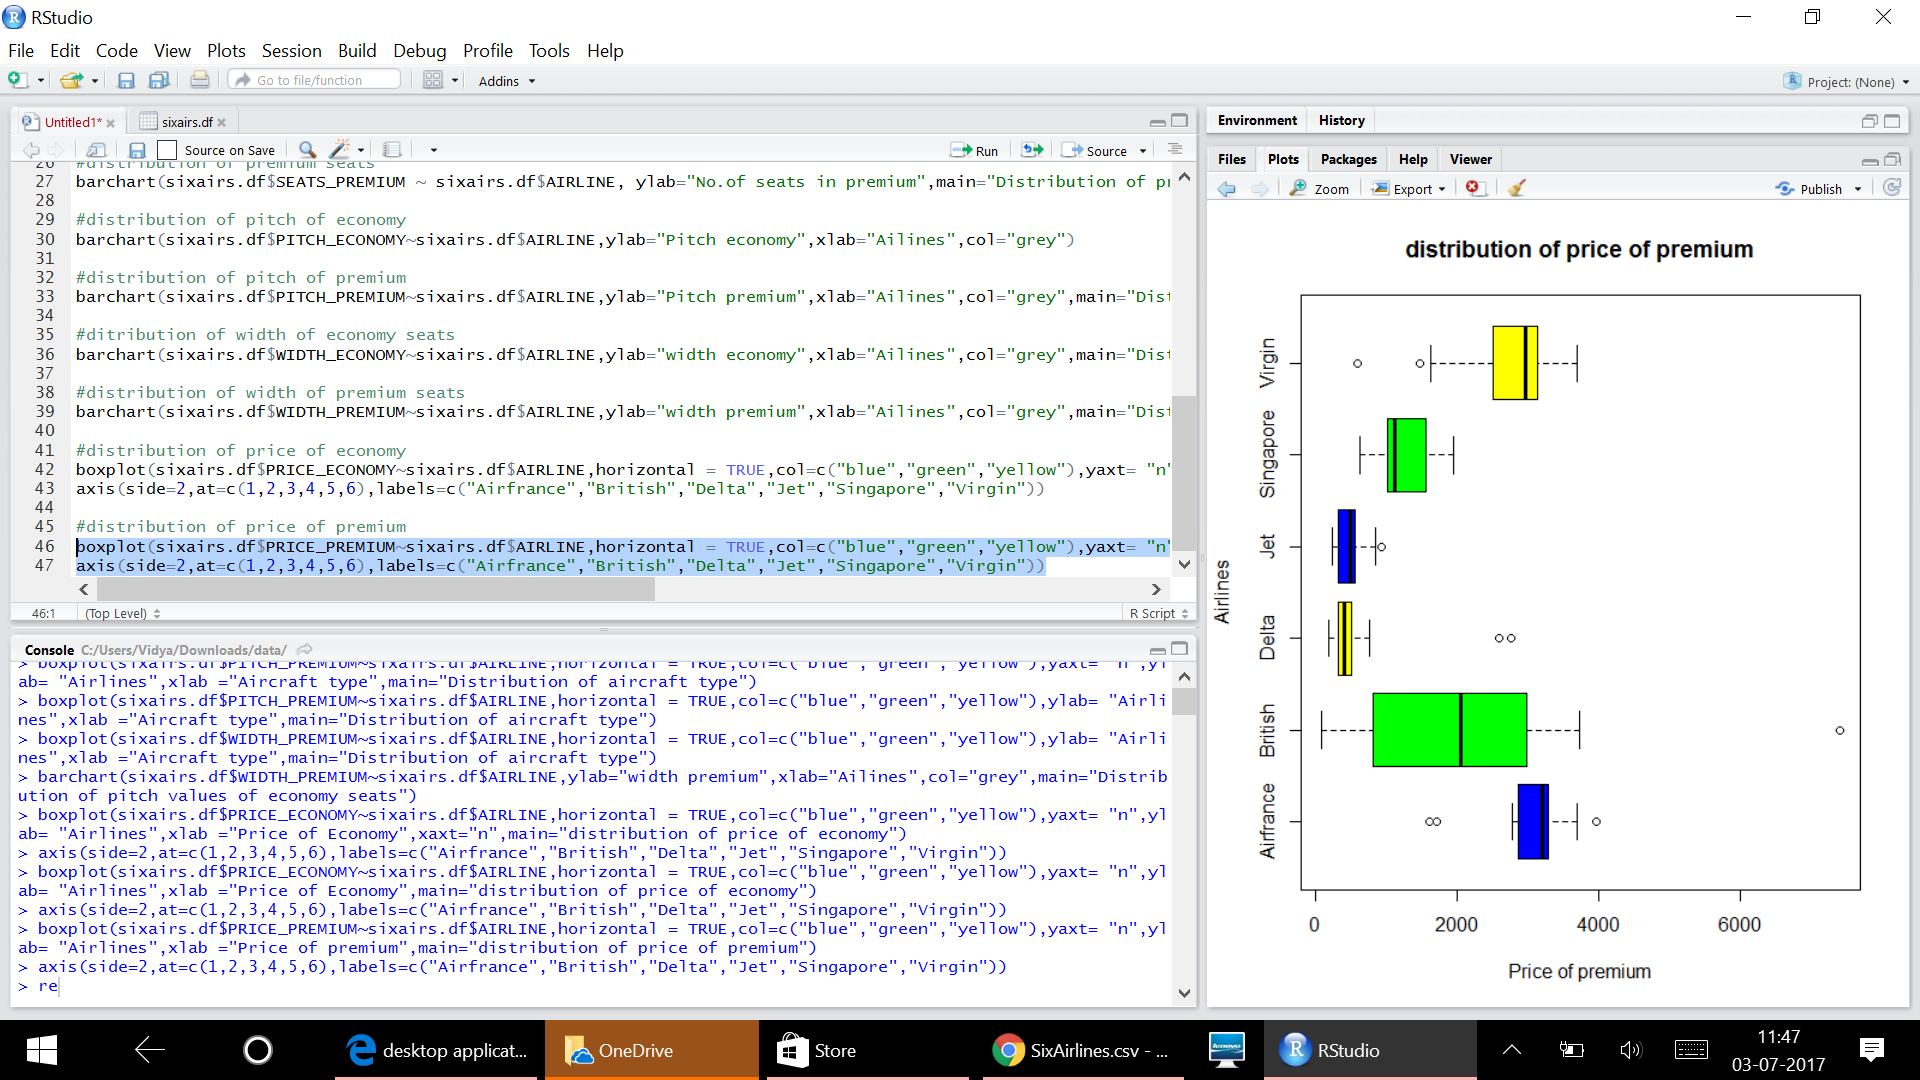 RStudio
File Edit Code View Plots Session Build Debug Profile Tools Help
Go to file/function Addins Project: (None)
Untitled1* sixairs.df
Source on Save Run Source
26 #distribution of premium seats
27 barchart(sixairs.df$SEATS_PREMIUM ~ sixairs.df$AIRLINE, ylab="No.of seats in premium",main="Distribution of pr
28
29 #distribution of pitch of economy
30 barchart(sixairs.df$PITCH_ECONOMY~sixairs.df$AIRLINE,ylab="Pitch economy",xlab="Ailines",col="grey")
31
32 #distribution of pitch of premium
33 barchart(sixairs.df$PITCH_PREMIUM~sixairs.df$AIRLINE,ylab="Pitch premium",xlab="Ailines",col="grey",main="Dist
34
35 #ditribution of width of economy seats
36 barchart(sixairs.df$WIDTH_ECONOMY~sixairs.df$AIRLINE,ylab="width economy",xlab="Ailines",col="grey",main="Dist
37
38 #distribution of width of premium seats
39 barchart(sixairs.df$WIDTH_PREMIUM~sixairs.df$AIRLINE,ylab="width premium",xlab="Ailines",col="grey",main="Dist
40
41 #distribution of price of economy
42 boxplot(sixairs.df$PRICE_ECONOMY~sixairs.df$AIRLINE,horizontal = TRUE,col=c("blue","green","yellow"),yaxt= "n"
43 axis(side=2,at=c(1,2,3,4,5,6),labels=c("Airfrance","British","Delta","Jet","Singapore","Virgin"))
44
45 #distribution of price of premium
46 boxplot(sixairs.df$PRICE_PREMIUM~sixairs.df$AIRLINE,horizontal = TRUE,col=c("blue","green","yellow"),yaxt= "n"
47 axis(side=2,at=c(1,2,3,4,5,6),labels=c("Airfrance","British","Delta","Jet","Singapore","Virgin"))
46:1 (Top Level) R Script
Console C:/Users/Vidya/Downloads/data/
> boxplot(sixairs.df$PITCH_PREMIUM~sixairs.df$AIRLINE,horizontal = TRUE,col=c("blue","green","yellow"),yaxt= "n",yl
ab= "Airlines",xlab ="Aircraft type",main="Distribution of aircraft type")
> boxplot(sixairs.df$PITCH_PREMIUM~sixairs.df$AIRLINE,horizontal = TRUE,col=c("blue","green","yellow"),ylab= "Airli
nes",xlab ="Aircraft type",main="Distribution of aircraft type")
> boxplot(sixairs.df$WIDTH_PREMIUM~sixairs.df$AIRLINE,horizontal = TRUE,col=c("blue","green","yellow"),ylab= "Airli
nes",xlab ="Aircraft type",main="Distribution of aircraft type")
> barchart(sixairs.df$WIDTH_PREMIUM~sixairs.df$AIRLINE,ylab="width premium",xlab="Ailines",col="grey",main="Distrib
ution of pitch values of economy seats")
> boxplot(sixairs.df$PRICE_ECONOMY~sixairs.df$AIRLINE,horizontal = TRUE,col=c("blue","green","yellow"),yaxt= "n",yl
ab= "Airlines",xlab ="Price of Economy",xaxt="n",main="distribution of price of economy")
> axis(side=2,at=c(1,2,3,4,5,6),labels=c("Airfrance","British","Delta","Jet","Singapore","Virgin"))
> boxplot(sixairs.df$PRICE_ECONOMY~sixairs.df$AIRLINE,horizontal = TRUE,col=c("blue","green","yellow"),yaxt= "n",yl
ab= "Airlines",xlab ="Price of Economy",main="distribution of price of economy")
> axis(side=2,at=c(1,2,3,4,5,6),labels=c("Airfrance","British","Delta","Jet","Singapore","Virgin"))
> boxplot(sixairs.df$PRICE_PREMIUM~sixairs.df$AIRLINE,horizontal = TRUE,col=c("blue","green","yellow"),yaxt= "n",yl
ab= "Airlines",xlab ="Price of premium",main="distribution of price of premium")
> axis(side=2,at=c(1,2,3,4,5,6),labels=c("Airfrance","British","Delta","Jet","Singapore","Virgin"))
> re
Environment History
Files Plots Packages Help Viewer
Zoom Export Publish
distribution of price of premium
Virgin
Singapore
Jet
Delta
British
Airfrance
Airlines
0 2000 4000 6000
Price of premium
desktop applicat... OneDrive Store SixAirlines.csv - ... lenovo RStudio
11:47
03-07-2017